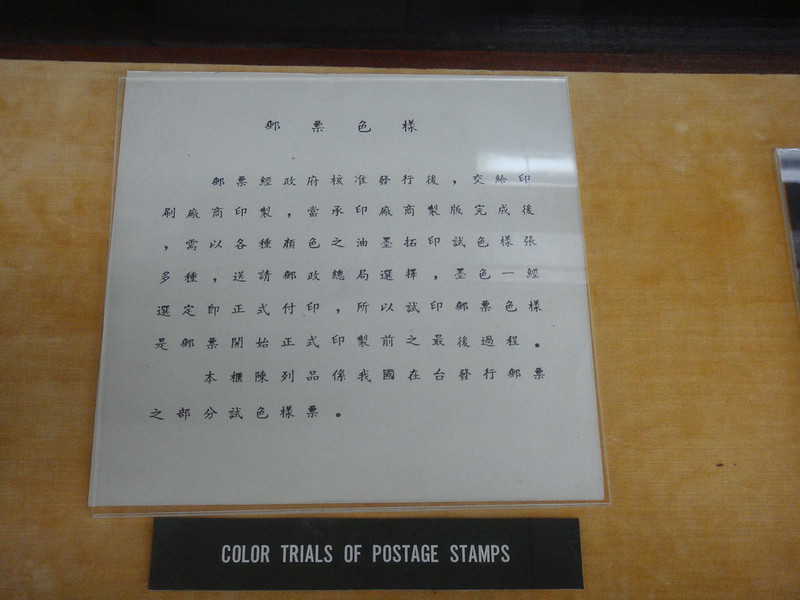 郵票色樣
郵票經政府核准發行後，交給印
刷廠商印製，當承印廠商製版完成後
，需以各種顏色之油墨拓印試色樣張
多種，送請郵政總局選擇，墨色一經
選定即正式付印，所以試印郵票色樣
是郵票開始正式印製前之最後過程。
本櫃陳列品係我國在台發行郵票
之部分試色樣票。
COLOR TRIALS OF POSTAGE STAMPS